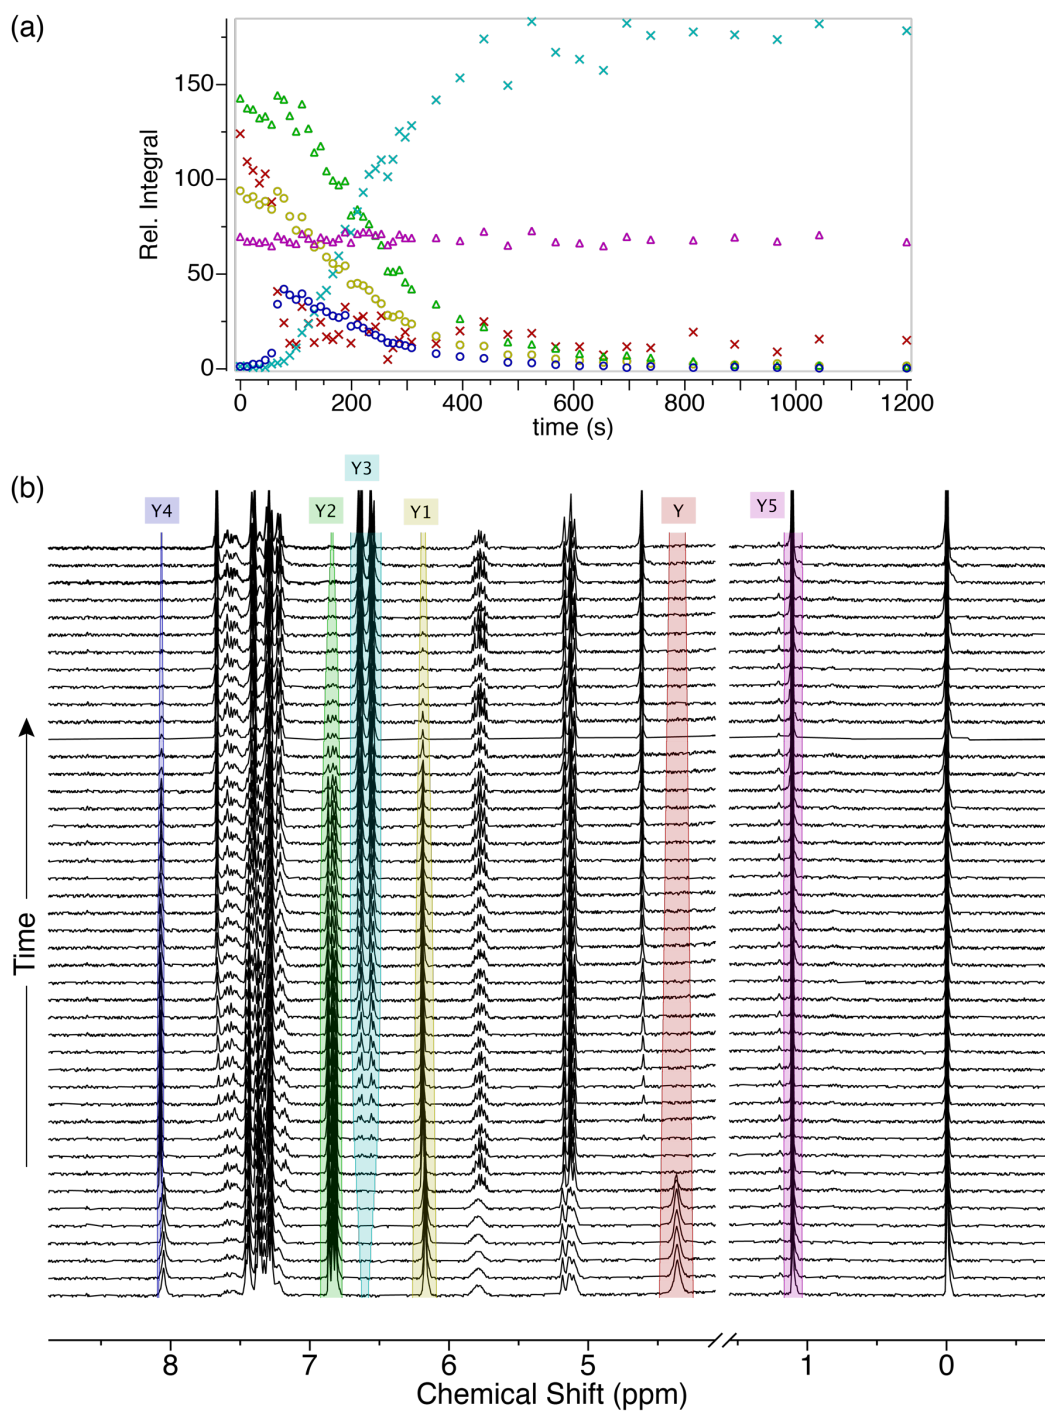 (a)
Rel. Integral
150
100
50
0
0 200 400 600 800 1000 1200
time (s)
(b)
Y4 Y2 Y3 Y1 Y Y5
Time
8 7 6 5 1 0
Chemical Shift (ppm)